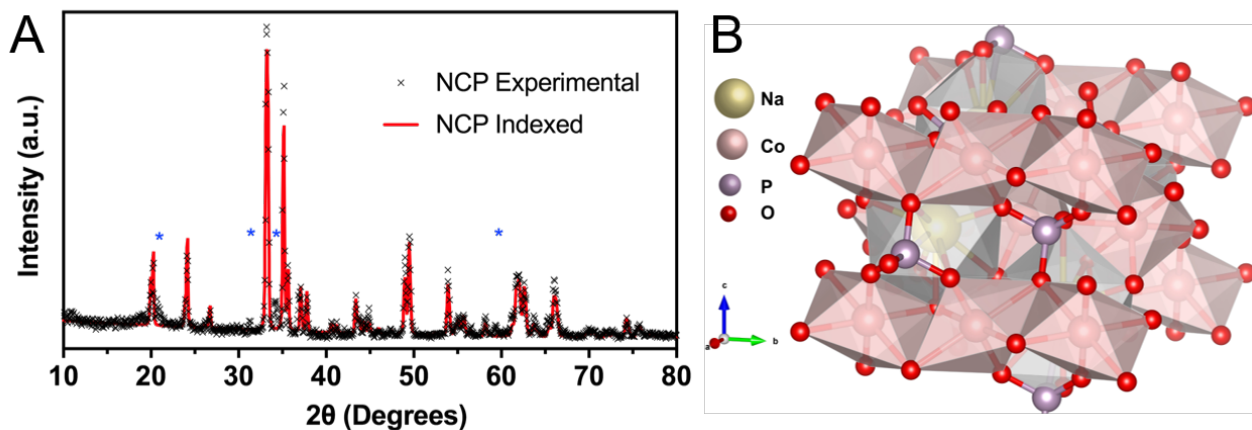 A
Intensity (a.u.)
NCP Experimental
NCP Indexed
*
*
*
*
10 20 30 40 50 60 70 80
2θ (Degrees)
B
Na
Co
P
O
c
a
b